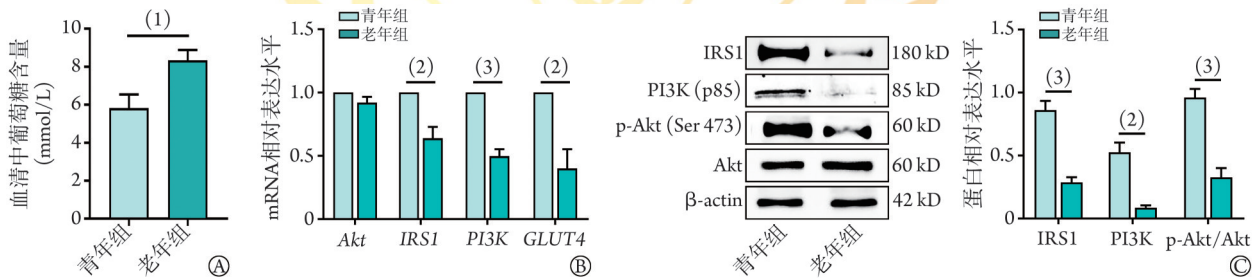 血清中葡萄糖含量
(mmol/L)
10
8
6
4
2
0
(1)
青年组
老年组
Ⓐ
mRNA相对表达水平
1.5
1.0
0.5
0
青年组
老年组
(2)
(3)
(2)
Akt
IRS1
PI3K
GLUT4
Ⓑ
IRS1 180 kD
PI3K (p85) 85 kD
p-Akt (Ser 473) 60 kD
Akt 60 kD
β-actin 42 kD
青年组
老年组
蛋白相对表达水平
1.5
1.0
0.5
0
青年组
老年组
(3)
(2)
(3)
IRS1
PI3K
p-Akt/Akt
Ⓒ